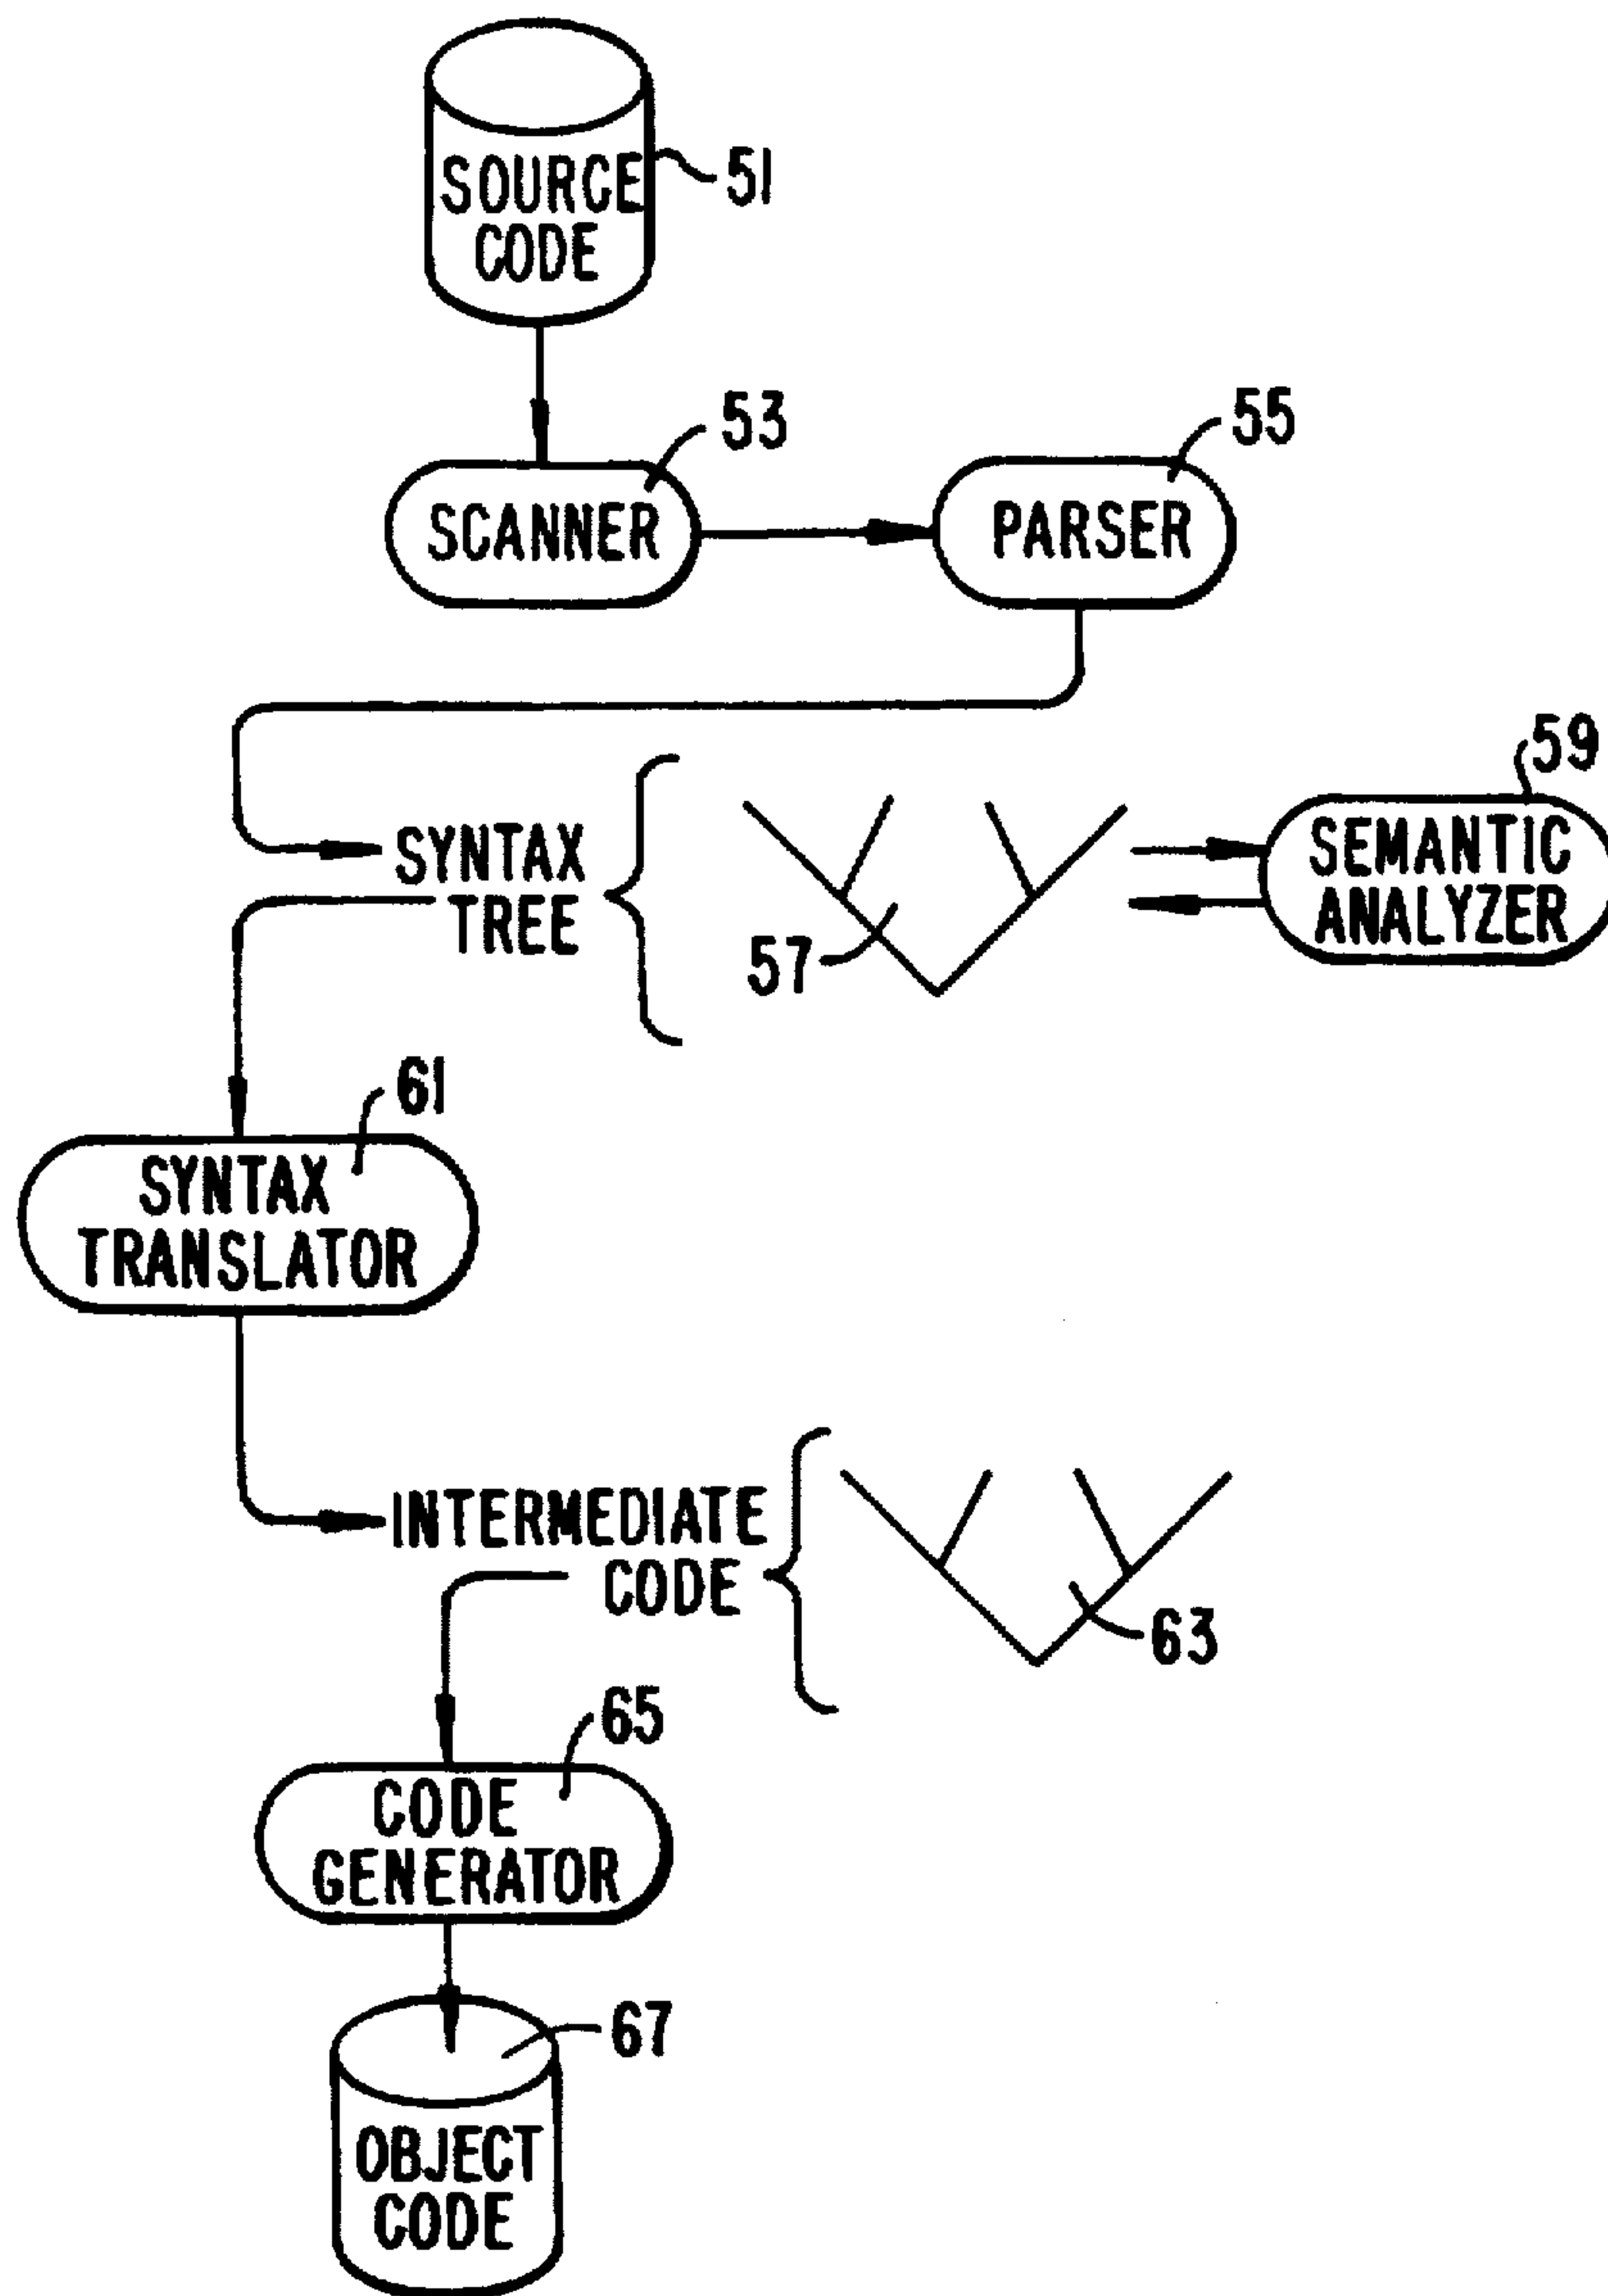 SOURCE
CODE
51
53
SCANNER
55
PARSER
SYNTAX
TREE
57
59
SEMANTIC
ANALYZER
61
SYNTAX
TRANSLATOR
INTERMEDIATE
CODE
63
65
CODE
GENERATOR
67
OBJECT
CODE